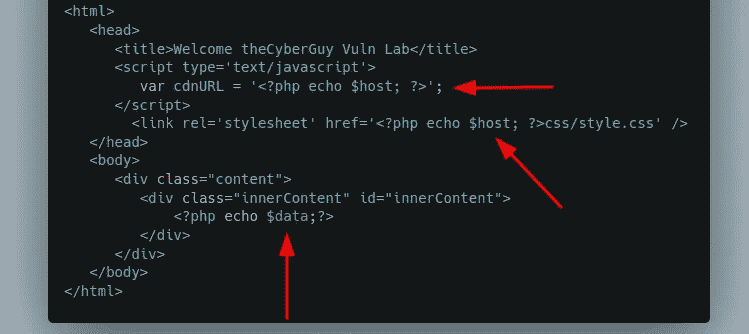 <html>
<head>
<title>Welcome theCyberGuy Vuln Lab</title>
<script type='text/javascript'>
var cdnURL = '<?php echo $host; ?>';
</script>
<link rel='stylesheet' href='<?php echo $host; ?>css/style.css' />
</head>
<body>
<div class="content">
<div class="innerContent" id="innerContent">
<?php echo $data;?>
</div>
</div>
</body>
</html>